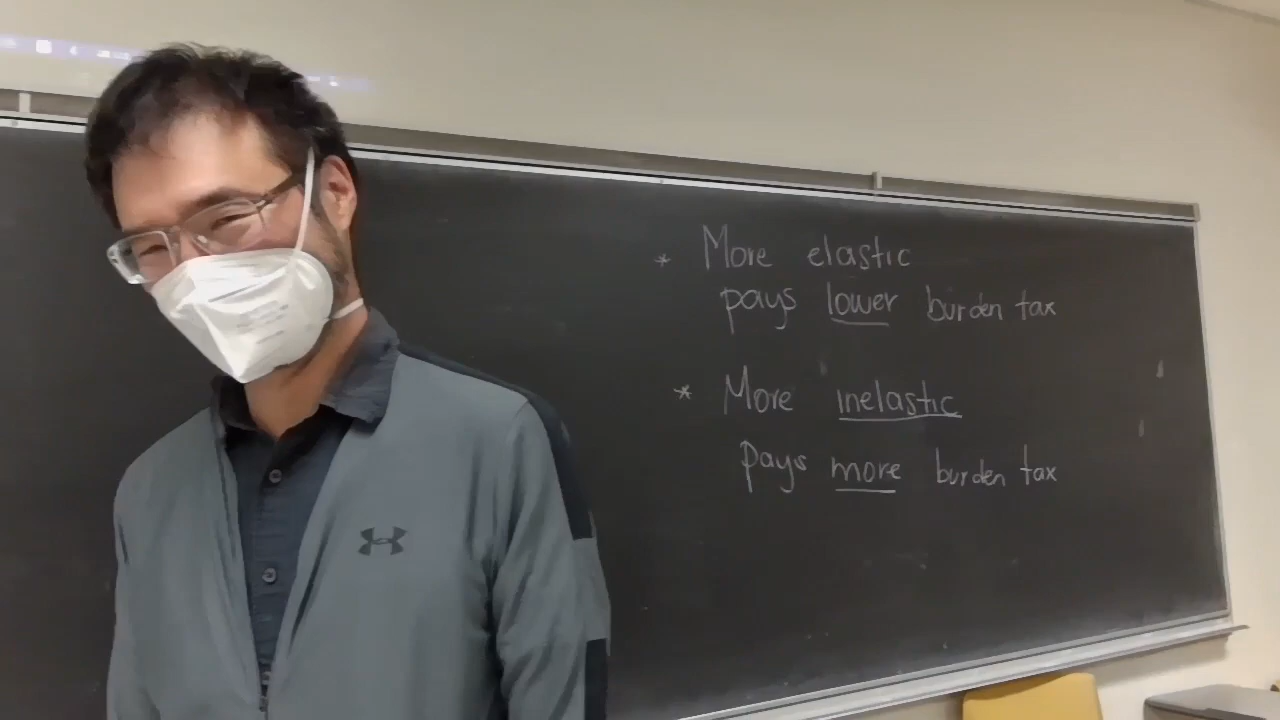 * More elastic
pays lower burden tax
* More inelastic
pays more burden tax